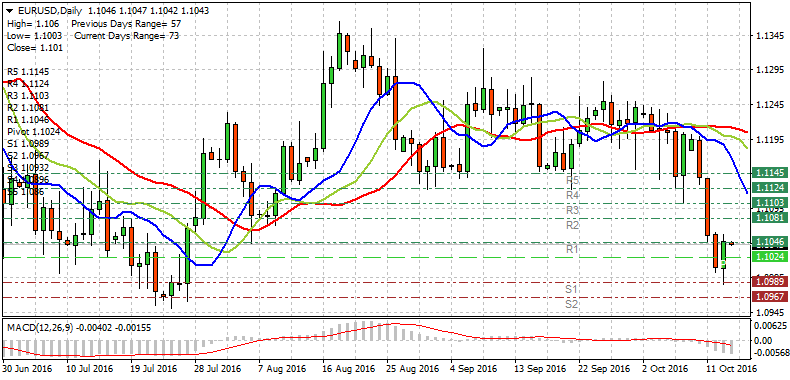 EURUSD,Daily 1.1046 1.1047 1.1042 1.1043
High= 1.106 Previous Days Range= 57
Low= 1.1003 Current Days Range= 73
Close= 1.101
R5 1.1145
R4 1.1124
R3 1.1103
R2 1.1081
R1 1.1046
Pivot 1.1024
S1 1.0989
S2 1.0967
S3 1.0932
R5
R4
R3
R2
R1
S1
S2
1.1345
1.1295
1.1245
1.1195
1.1145
1.1124
1.1103
1.1081
1.1046
1.1024
1.0989
1.0967
1.0945
MACD(12,26,9) -0.00402 -0.00155
0.00625
0.00
-0.00568
30 Jun 2016 10 Jul 2016 19 Jul 2016 28 Jul 2016 7 Aug 2016 16 Aug 2016 25 Aug 2016 4 Sep 2016 13 Sep 2016 22 Sep 2016 2 Oct 2016 11 Oct 2016